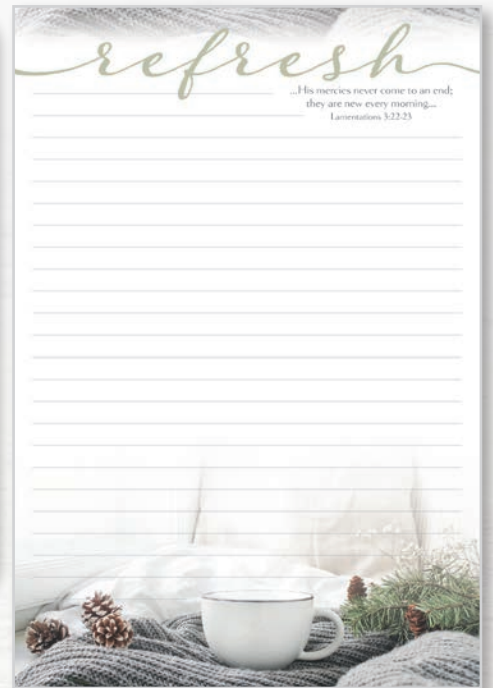 refresh
...His mercies never come to an end;
they are new every morning...
Lamentations 3:22-23